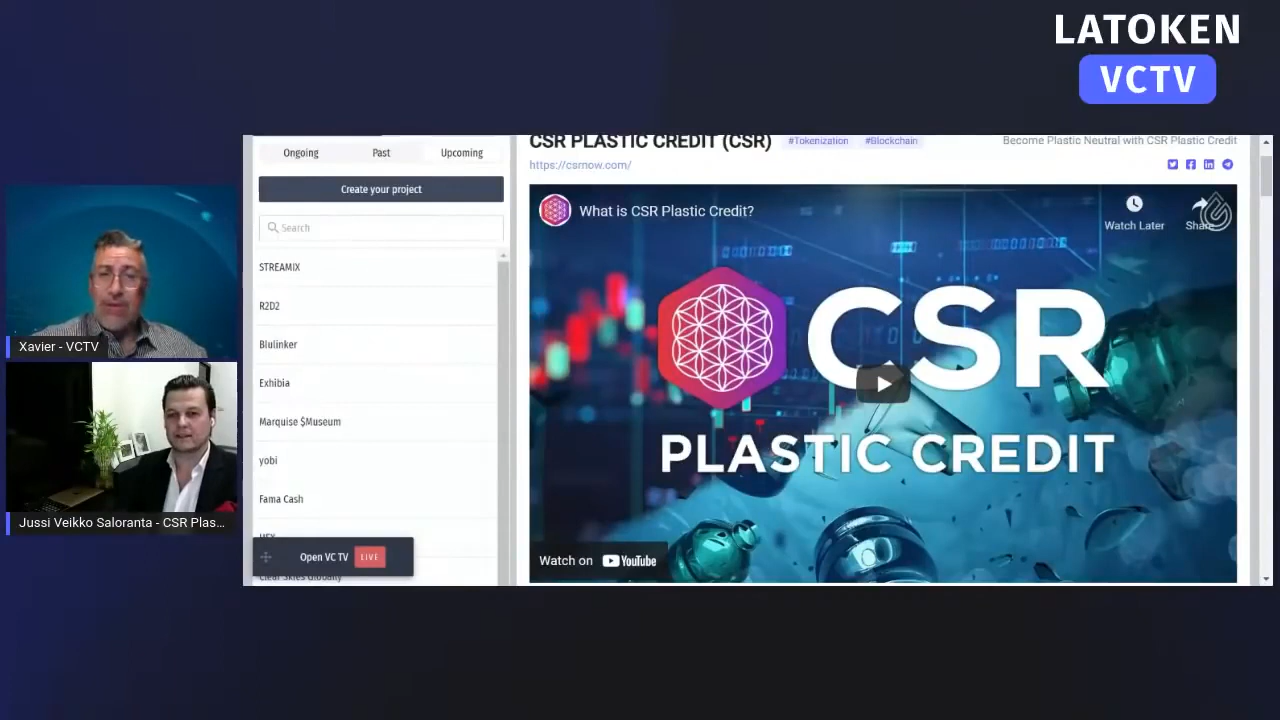 LATOKEN
VCTV
Ongoing Past Upcoming
Create your project
Search
STREAMIX
R2D2
Blulinker
Exhibia
Marquise $Museum
yobi
Fama Cash
Open VC TV LIVE
Clear Skies Globally
CSR PLASTIC CREDIT (CSR) #Tokenization #Blockchain Become Plastic Neutral with CSR Plastic Credit
https://csrnow.com/
What is CSR Plastic Credit?
Watch Later Share
CSR
PLASTIC CREDIT
Watch on YouTube
Xavier - VCTV
Jussi Veikko Saloranta - CSR Plas...